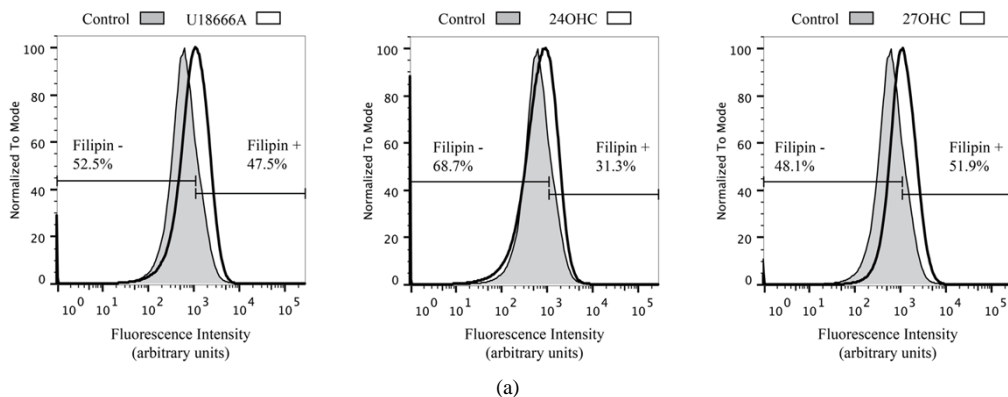 Control U18666A
Normalized To Mode
100
80
60
40
20
0
Filipin -
52.5%
Filipin +
47.5%
10^0 10^1 10^2 10^3 10^4 10^5
Fluorescence Intensity
(arbitrary units)
Control 24OHC
Normalized To Mode
100
80
60
40
20
0
Filipin -
68.7%
Filipin +
31.3%
10^0 10^1 10^2 10^3 10^4 10^5
Fluorescence Intensity
(arbitrary units)
Control 27OHC
Normalized To Mode
100
80
60
40
20
0
Filipin -
48.1%
Filipin +
51.9%
10^0 10^1 10^2 10^3 10^4 10^5
Fluorescence Intensity
(arbitrary units)
(a)